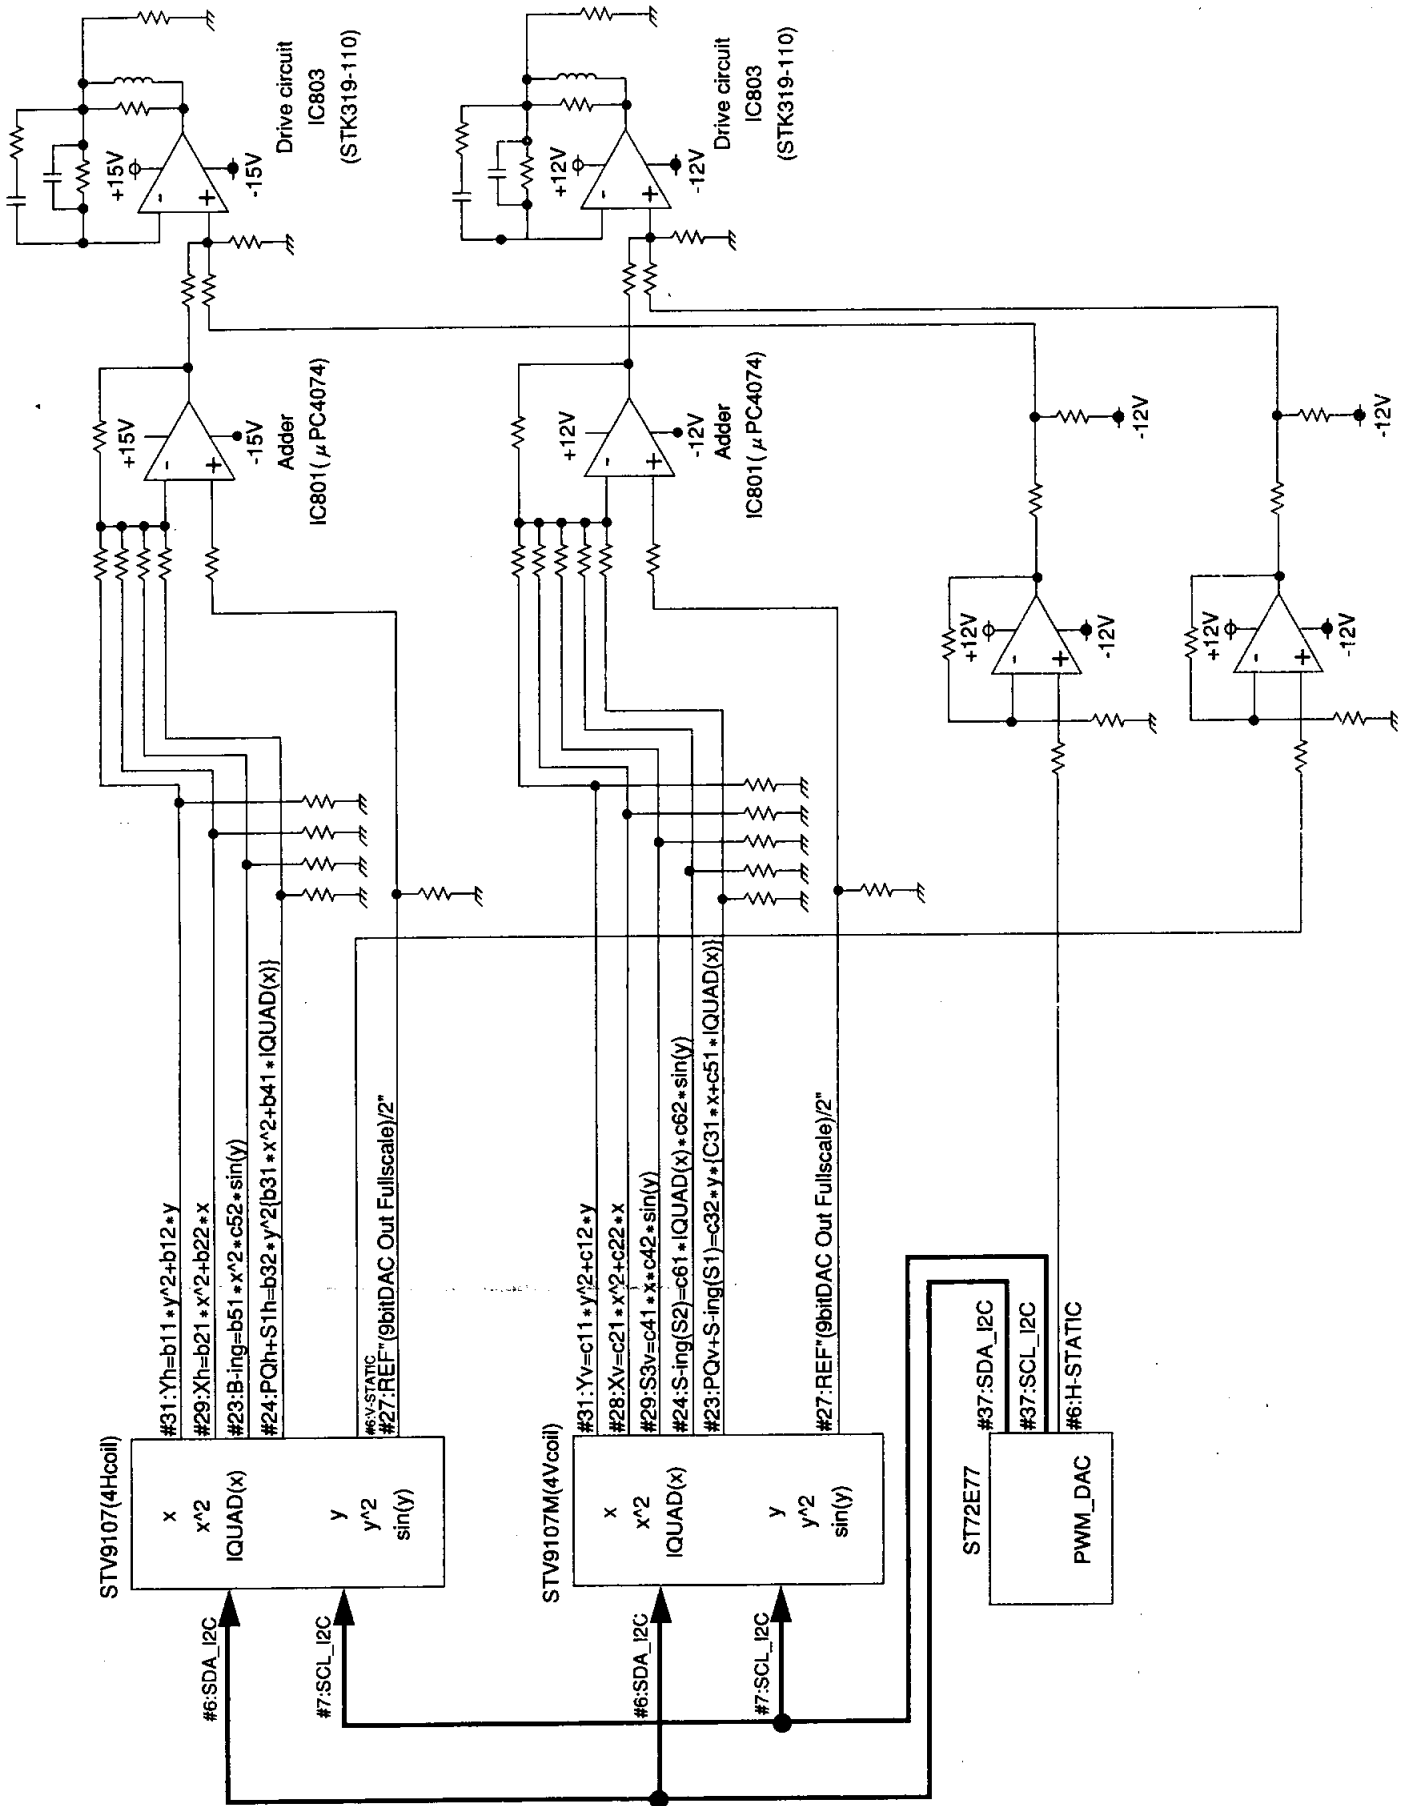 STV9107(4Hcoil)
x
x^2
IQUAD(x)
y
y^2
sin(y)
#6:SDA_I2C
#7:SCL_I2C
#31:Yh=b11*y^2+b12*y
#29:Xh=b21*x^2+b22*x
#23:B-ing=b51*x^2*c52*sin(y)
#24:PQh+S1h=b32*y^2{b31*x^2+b41*IQUAD(x)}
#6:V-STATIC
#27:REF"(9bitDAC Out Fullscale)/2"
+15V
-
+
-15V
Adder
IC801(μPC4074)
+15V
-
+
-15V
Drive circuit
IC803
(STK319-110)
STV9107M(4Vcoil)
x
x^2
IQUAD(x)
y
y^2
sin(y)
#6:SDA_I2C
#7:SCL_I2C
#31:Yv=c11*y^2+c12*y
#28:Xv=c21*x^2+c22*x
#29:S3v=c41*x*c42*sin(y)
#24:S-ing(S2)=c61*IQUAD(x)*c62*sin(y)
#23:PQv+S-ing(S1)=c32*y*{C31*x+c51*IQUAD(x)}
#27:REF"(9bitDAC Out Fullscale)/2"
+12V
-
+
-12V
Adder
IC801(μPC4074)
+12V
-
+
-12V
Drive circuit
IC803
(STK319-110)
ST72E77
PWM_DAC
#37:SDA_I2C
#37:SCL_I2C
#6:H-STATIC
+12V
-
+
-12V
-12V
+12V
-
+
-12V
-12V